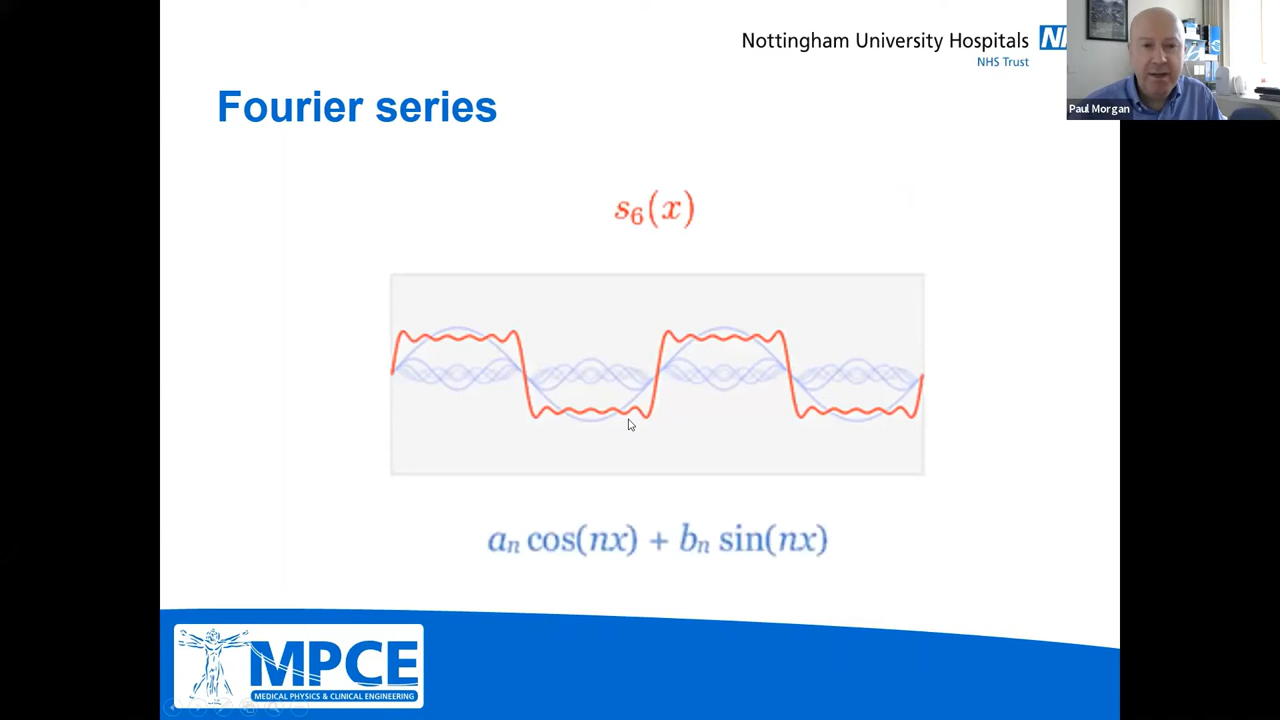 Nottingham University Hospitals
NHS Trust
Paul Morgan
Fourier series
s₆(x)
aₙ cos(nx) + bₙ sin(nx)
MPCE
MEDICAL PHYSICS & CLINICAL ENGINEERING